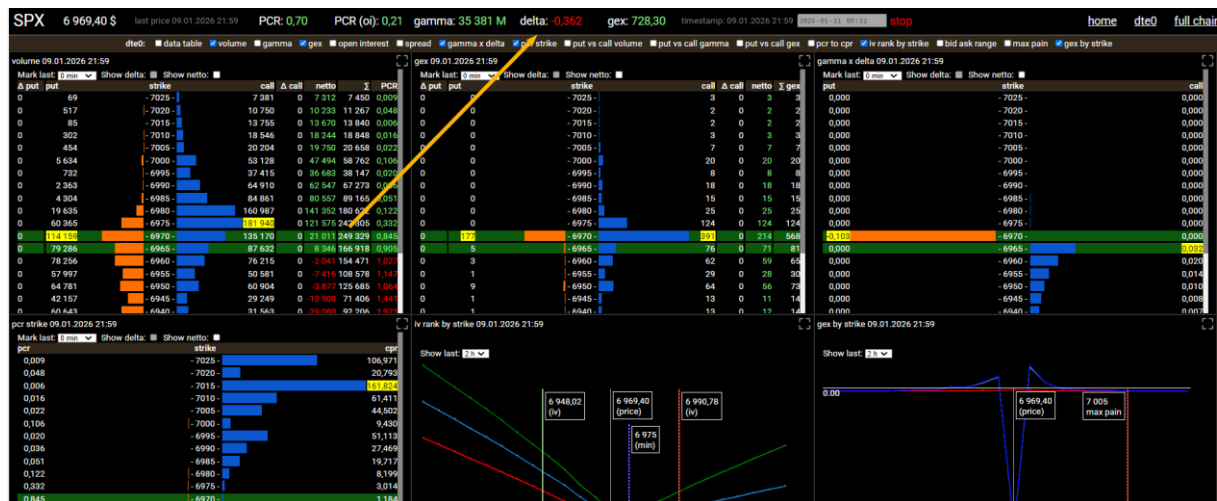 SPX 6 969,40 $ last price 09.01.2026 21:59 PCR: 0,70 PCR (oi): 0,21 gamma: 35 381 M delta: -0,362 gex: 728,30 timestamp: 09.01.2026 21:59 2026-01-11 09:52 stop home dte0 full chain
dte0: data table volume gamma gex open interest spread gamma x delta strike put vs call volume put vs call gamma put vs call gex pcr to cpr iv rank by strike bid ask range max pain gex by strike
volume 09.01.2026 21:59
Mark last: 0 min Show delta: Show netto:
Δ put put strike call Δ call netto Σ PCR
0 69 - 7025 - 7 381 0 7 312 7 450 0,009
0 517 - 7020 - 10 750 0 10 233 11 267 0,048
0 85 - 7015 - 13 755 0 13 670 13 840 0,006
0 302 - 7010 - 18 546 0 18 244 18 848 0,016
0 454 - 7005 - 20 204 0 19 750 20 658 0,022
0 5 634 - 7000 - 53 128 0 47 494 58 762 0,106
0 732 - 6995 - 37 415 0 36 683 38 147 0,020
0 2 363 - 6990 - 64 910 0 62 547 67 273
0 4 304 - 6985 - 84 861 0 80 557 89 165 0,051
0 19 635 - 6980 - 160 987 0 141 352 0,122
0 60 365 - 6975 - 181 940 0 121 575 0,332
0 114 159 - 6970 - 135 170 0 21 011 249 329 0,845
0 79 286 - 6965 - 87 632 0 8 346 166 918 0,905
0 78 256 - 6960 - 76 215 0 -2 041 154 471 1,027
0 57 997 - 6955 - 50 581 0 -7 416 108 578 1,147
0 64 781 - 6950 - 60 904 0 -3 877 125 685 1,064
0 42 157 - 6945 - 29 249 0 -12 908 71 406 1,441
0 60 643 - 6940 - 31 563 0 -29 080 92 206 1,921
gex 09.01.2026 21:59
Mark last: 0 min Show delta: Show netto:
Δ put put strike call Δ call netto Σ gex
0 0 - 7025 - 3 0 3 3
0 0 - 7020 - 2 0 2 2
0 0 - 7015 - 2 0 2 2
0 0 - 7010 - 3 0 3 3
0 0 - 7005 - 7 0 7 7
0 0 - 7000 - 20 0 20 20
0 0 - 6995 - 8 0 8 8
0 0 - 6990 - 18 0 18 18
0 0 - 6985 - 15 0 15 15
0 0 - 6980 - 25 0 25 25
0 0 - 6975 - 124 0 124 124
0 177 - 6970 - 391 0 214 568
0 5 - 6965 - 76 0 71 81
0 3 - 6960 - 62 0 59 65
0 1 - 6955 - 29 0 28 30
0 9 - 6950 - 64 0 56 73
0 1 - 6945 - 13 0 11 14
0 1 - 6940 - 13 0 12 14
gamma x delta 09.01.2026 21:59
Mark last: 0 min Show delta: Show netto:
put strike call
0,000 - 7025 - 0,000
0,000 - 7020 - 0,000
0,000 - 7015 - 0,000
0,000 - 7010 - 0,000
0,000 - 7005 - 0,000
0,000 - 7000 - 0,000
0,000 - 6995 - 0,000
0,000 - 6990 - 0,000
0,000 - 6985 - 0,000
0,000 - 6980 - 0,000
0,000 - 6975 - 0,000
-0,103 - 6970 - 0,000
0,000 - 6965 - 0,032
0,000 - 6960 - 0,020
0,000 - 6955 - 0,014
0,000 - 6950 - 0,010
0,000 - 6945 - 0,008
0,000 - 6940 - 0,007
pcr strike 09.01.2026 21:59
Mark last: 0 min Show delta: Show netto:
pcr strike cpr
0,009 - 7025 - 106,971
0,048 - 7020 - 20,793
0,006 - 7015 - 161,824
0,016 - 7010 - 61,411
0,022 - 7005 - 44,502
0,106 - 7000 - 9,430
0,020 - 6995 - 51,113
0,036 - 6990 - 27,469
0,051 - 6985 - 19,717
0,122 - 6980 - 8,199
0,332 - 6975 - 3,014
0,845 - 6970 - 1,184
iv rank by strike 09.01.2026 21:59
Show last: 2 h
6 948,02
(iv)
6 969,40
(price)
6 990,78
(iv)
6 975
(min)
gex by strike 09.01.2026 21:59
Show last: 2 h
0.00
6 969,40
(price)
7 005
max pain